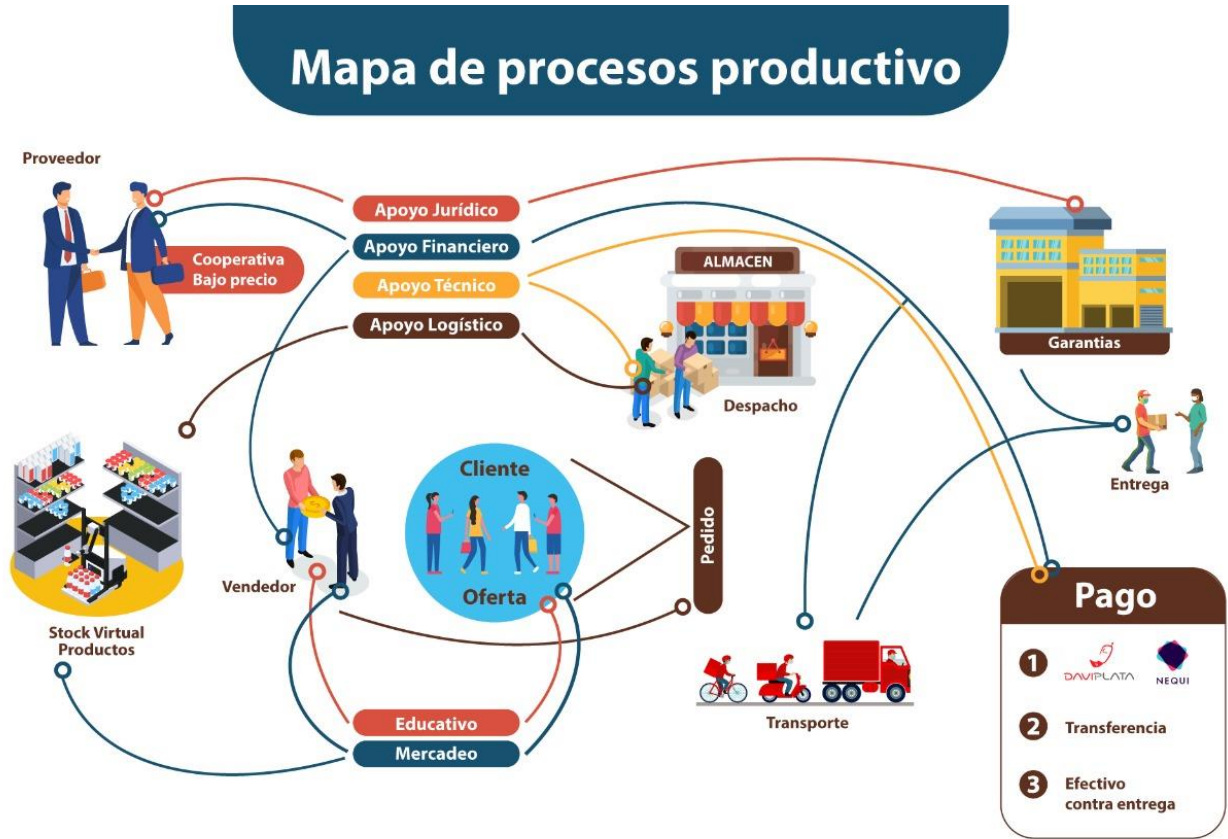 Mapa de procesos productivo
Proveedor
Cooperativa
Bajo precio
Apoyo Jurídico
Apoyo Financiero
Apoyo Técnico
Apoyo Logístico
ALMACEN
Despacho
Garantias
Entrega
Stock Virtual
Productos
Vendedor
Cliente
Oferta
Pedido
Transporte
Educativo
Mercadeo
Pago
1
DAVIPLATA
NEQUI
2
Transferencia
3
Efectivo
contra entrega